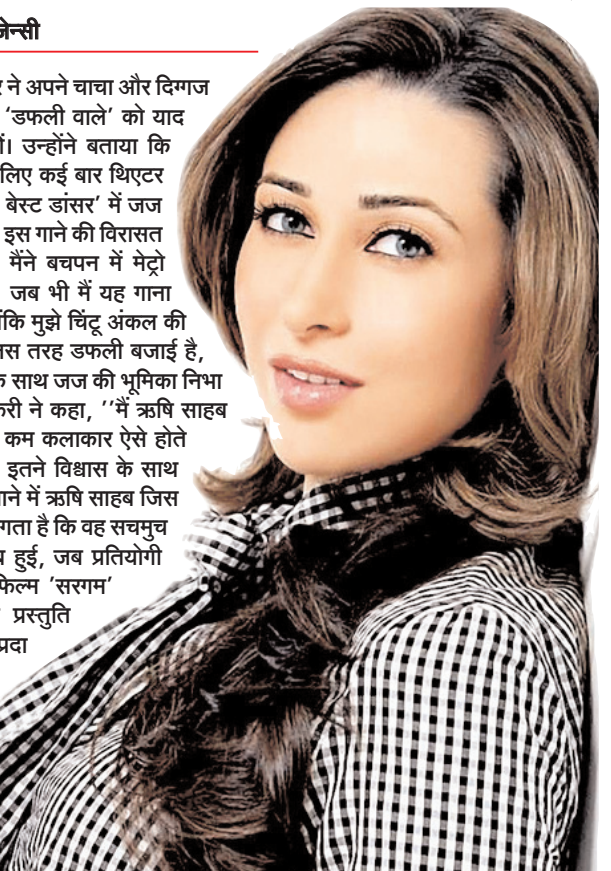 जेन्सी
ने अपने चाचा और दिग्गज
'डफली वाले' को याद
उन्होंने बताया कि
लिए कई बार थिएटर
बेस्ट डांसर' में जज
इस गाने की विरासत
मैंने बचपन में मेट्रो
जब भी मैं यह गाना
मुझे चिंटू अंकल की
तरह डफली बजाई है,
साथ जज की भूमिका निभा
ने कहा, ''मैं ऋषि साहब
कम कलाकार ऐसे होते
इतने विश्वास के साथ
गाने में ऋषि साहब जिस
है कि वह सचमुच
हुई, जब प्रतियोगी
फिल्म 'सरगम'
प्रस्तुति
प्रदा